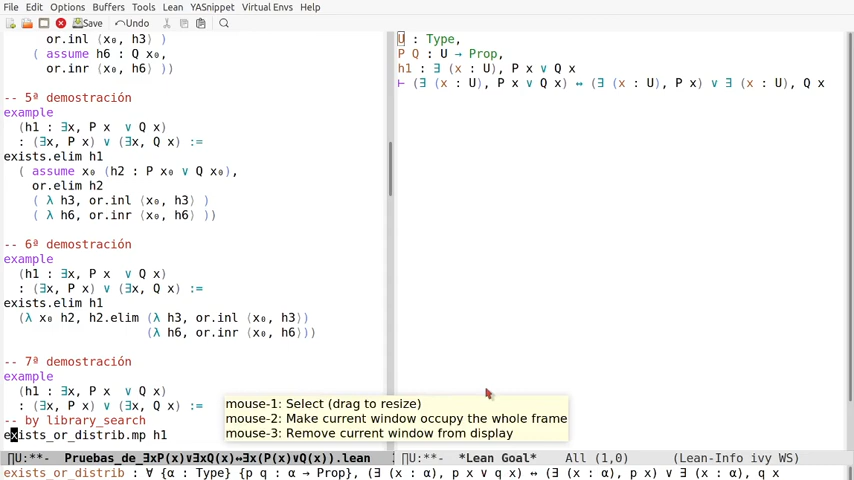 File Edit Options Buffers Tools Lean YASnippet Virtual Envs Help
Save Undo
or.inl ⟨x₀, h3⟩ )
( assume h6 : Q x₀,
or.inr ⟨x₀, h6⟩ ))
-- 5ª demostración
example
(h1 : ∃x, P x ∨ Q x)
: (∃x, P x) ∨ (∃x, Q x) :=
exists.elim h1
( assume x₀ (h2 : P x₀ ∨ Q x₀),
or.elim h2
( λ h3, or.inl ⟨x₀, h3⟩ )
( λ h6, or.inr ⟨x₀, h6⟩ ))
-- 6ª demostración
example
(h1 : ∃x, P x ∨ Q x)
: (∃x, P x) ∨ (∃x, Q x) :=
exists.elim h1
(λ x₀ h2, h2.elim (λ h3, or.inl ⟨x₀, h3⟩)
(λ h6, or.inr ⟨x₀, h6⟩))
-- 7ª demostración
example
(h1 : ∃x, P x ∨ Q x)
: (∃x, P x) ∨ (∃x, Q x) :=
-- by library_search
exists_or_distrib.mp h1
U : Type,
P Q : U → Prop,
h1 : ∃ (x : U), P x ∨ Q x
⊢ (∃ (x : U), P x ∨ Q x) ↔ (∃ (x : U), P x) ∨ ∃ (x : U), Q x
mouse-1: Select (drag to resize)
mouse-2: Make current window occupy the whole frame
mouse-3: Remove current window from display
∏U:**- Pruebas_de_∃xP(x)∨∃xQ(x)↔∃x(P(x)∨Q(x)).lean
∏U:**- *Lean Goal* All (1,0) (Lean-Info ivy WS)
exists_or_distrib : ∀ {α : Type} {p q : α → Prop}, (∃ (x : α), p x ∨ q x) ↔ (∃ (x : α), p x) ∨ ∃ (x : α), q x